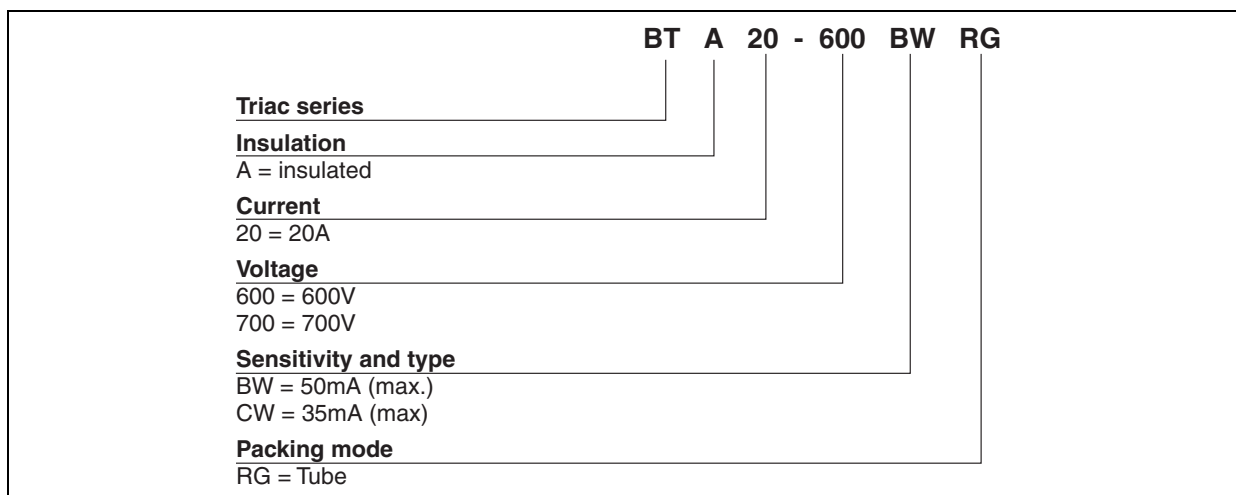 BT A 20 - 600 BW RG
Triac series
Insulation
A = insulated
Current
20 = 20A
Voltage
600 = 600V
700 = 700V
Sensitivity and type
BW = 50mA (max.)
CW = 35mA (max)
Packing mode
RG = Tube